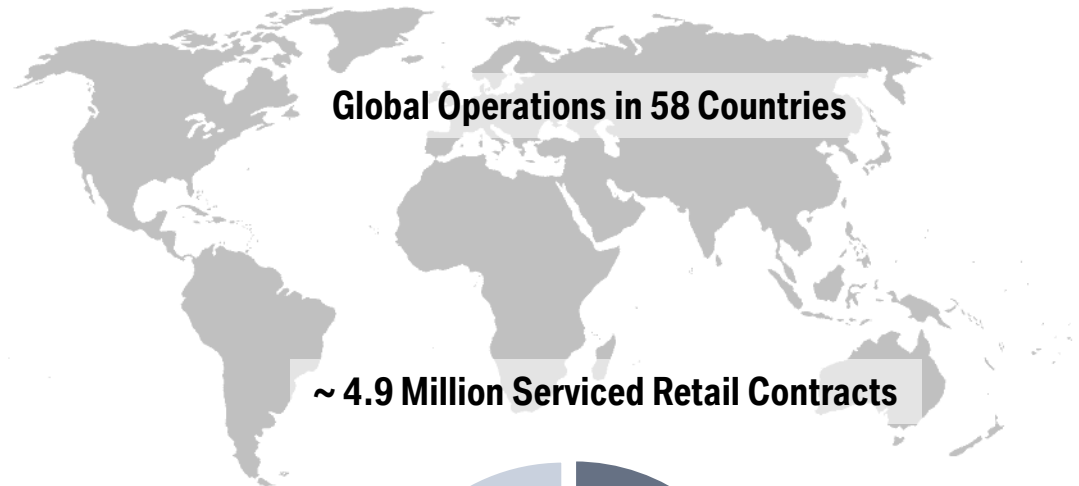 Global Operations in 58 Countries
~ 4.9 Million Serviced Retail Contracts